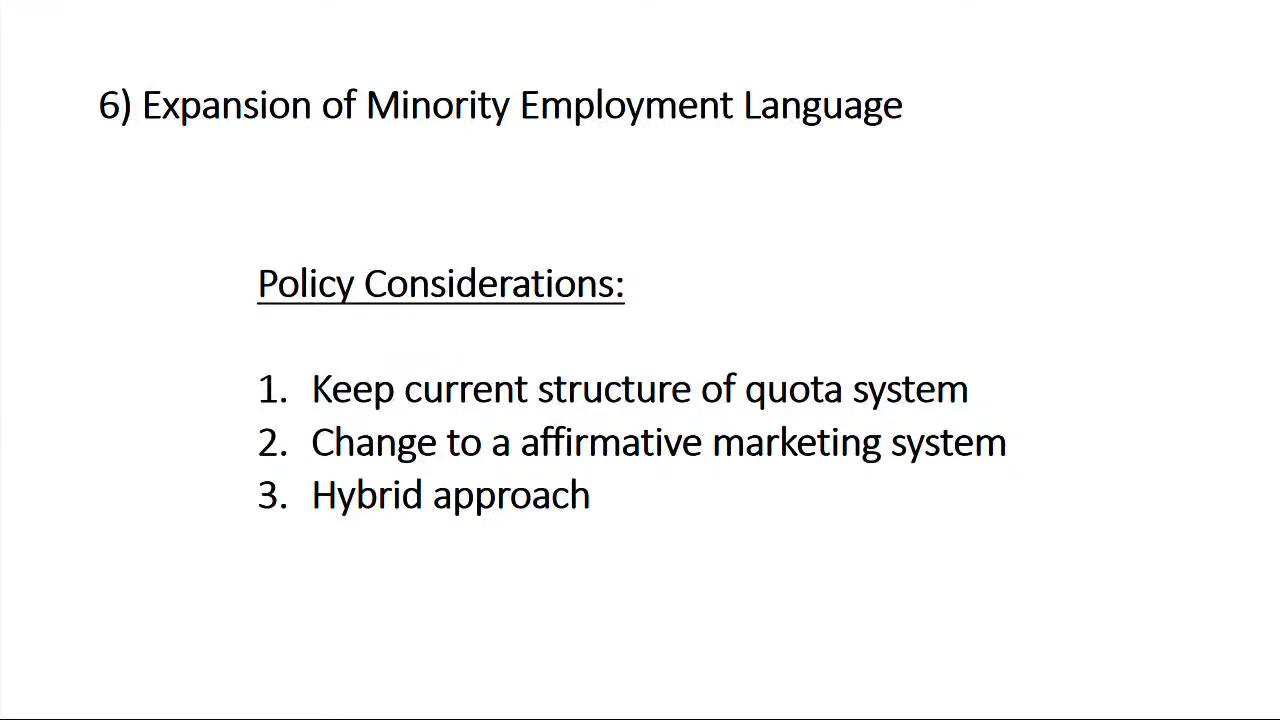 6) Expansion of Minority Employment Language
Policy Considerations:
1. Keep current structure of quota system
2. Change to a affirmative marketing system
3. Hybrid approach